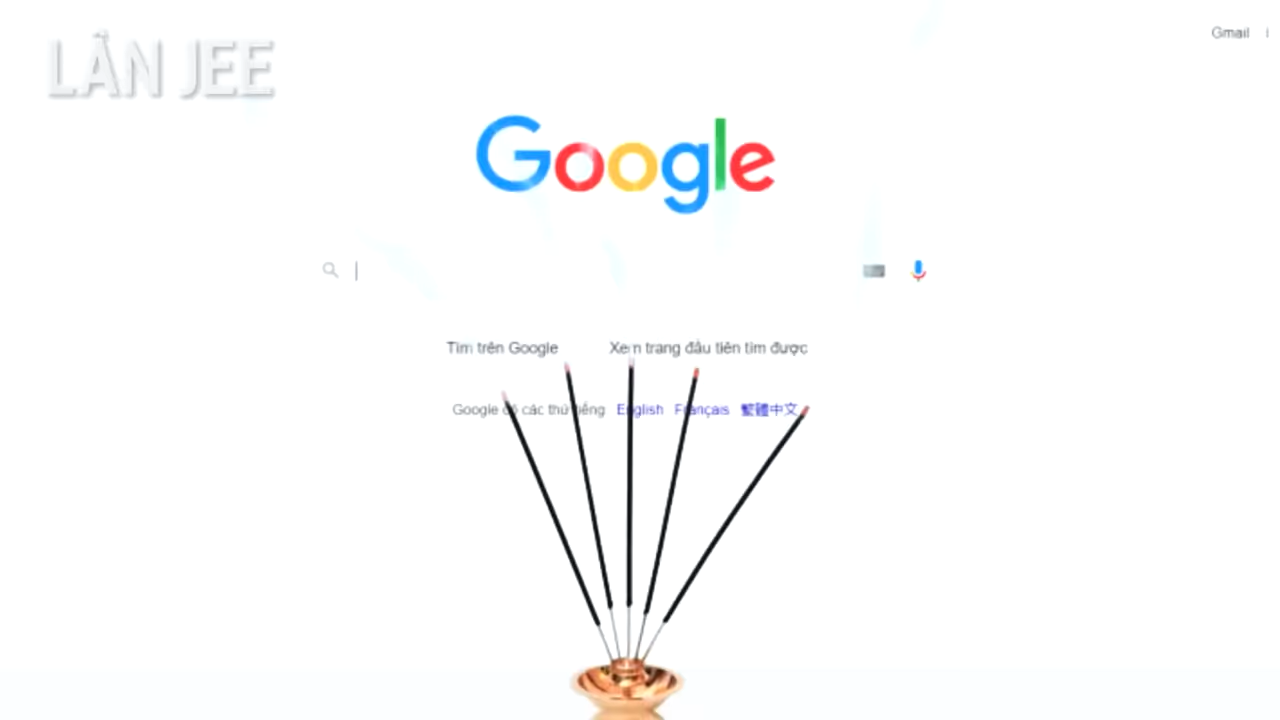 LÂN JEE
Gmail
Google
Tìm trên Google Xem trang đầu tiên tìm được
Google có các thứ tiếng English Français 繁體中文